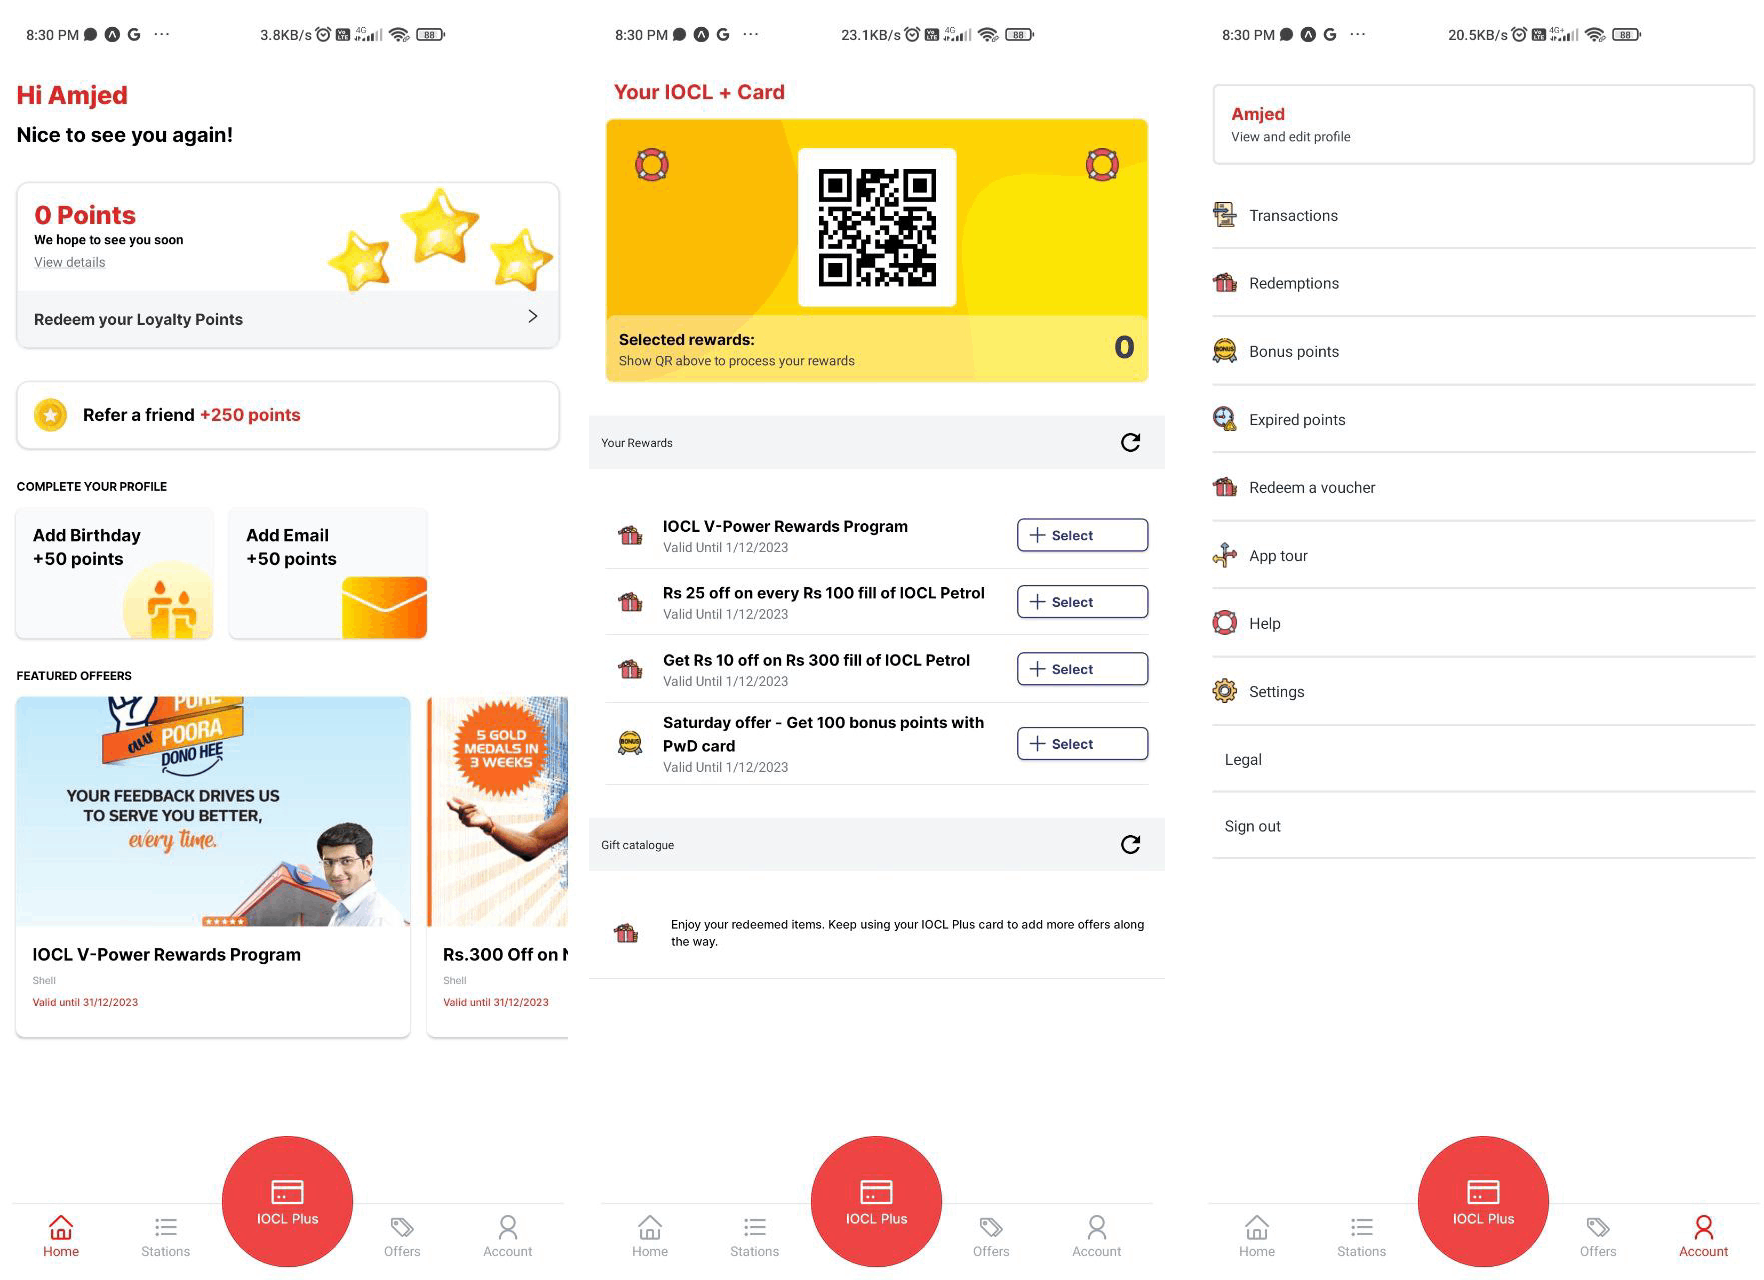 8:30 PM G ··· 3.8KB/s 4G 88
Hi Amjed
Nice to see you again!
0 Points
We hope to see you soon
View details
Redeem your Loyalty Points
Refer a friend +250 points
COMPLETE YOUR PROFILE
Add Birthday
+50 points
Add Email
+50 points
FEATURED OFFEERS
PURE
POORA
DONO HEE
YOUR FEEDBACK DRIVES US
TO SERVE YOU BETTER,
every time.
IOCL V-Power Rewards Program
Shell
Valid until 31/12/2023
5 GOLD
MEDALS IN
3 WEEKS
Rs.300 Off on
Shell
Valid until 31/12/2023
IOCL Plus
Home
Stations
Offers
Account
8:30 PM G ··· 23.1KB/s 4G 88
Your IOCL + Card
Selected rewards:
Show QR above to process your rewards
0
Your Rewards
IOCL V-Power Rewards Program
Valid Until 1/12/2023
Select
Rs 25 off on every Rs 100 fill of IOCL Petrol
Valid Until 1/12/2023
Select
Get Rs 10 off on Rs 300 fill of IOCL Petrol
Valid Until 1/12/2023
Select
BONUS
Saturday offer - Get 100 bonus points with
PwD card
Valid Until 1/12/2023
Select
Gift catalogue
Enjoy your redeemed items. Keep using your IOCL Plus card to add more offers along
the way.
IOCL Plus
Home
Stations
Offers
Account
8:30 PM G ··· 20.5KB/s 4G+ 88
Amjed
View and edit profile
Transactions
Redemptions
BONUS
Bonus points
Expired points
Redeem a voucher
App tour
Help
Settings
Legal
Sign out
IOCL Plus
Home
Stations
Offers
Account